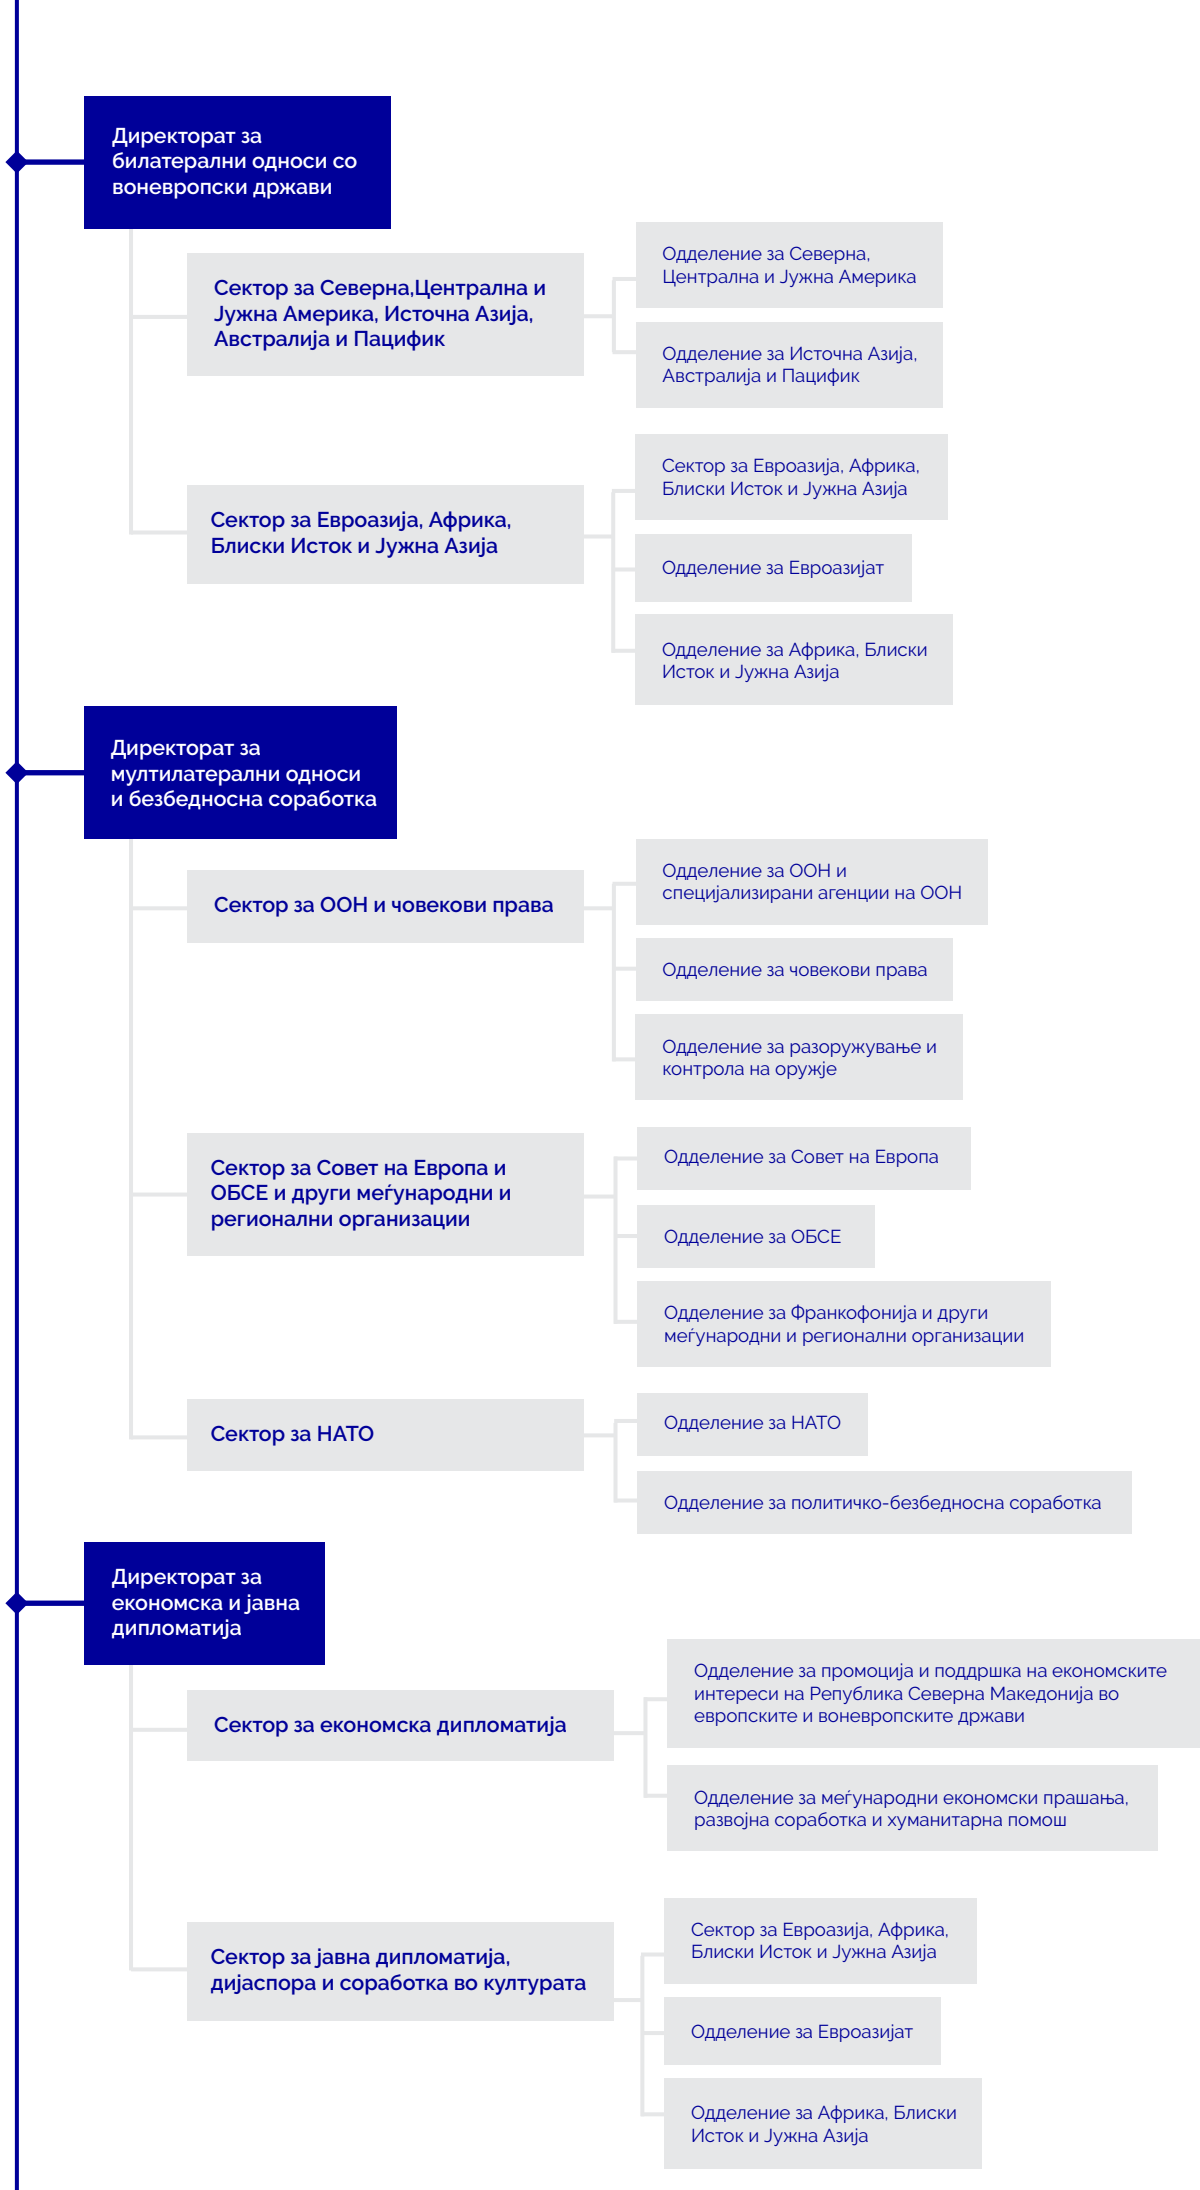 Директорат за
билатерални односи со
воневропски држави
Сектор за Северна,Централна и
Јужна Америка, Источна Азија,
Австралија и Пацифик
Одделение за Северна,
Централна и Јужна Америка
Одделение за Источна Азија,
Австралија и Пацифик
Сектор за Евроазија, Африка,
Блиски Исток и Јужна Азија
Сектор за Евроазија, Африка,
Блиски Исток и Јужна Азија
Одделение за Евроазијат
Одделение за Африка, Блиски
Исток и Јужна Азија
Директорат за
мултилатерални односи
и безбедносна соработка
Сектор за ООН и човекови права
Одделение за ООН и
специјализирани агенции на ООН
Одделение за човекови права
Одделение за разоружување и
контрола на оружје
Сектор за Совет на Европа и
ОБСЕ и други меѓународни и
регионални организации
Одделение за Совет на Европа
Одделение за ОБСЕ
Одделение за Франкофонија и други
меѓународни и регионални организации
Сектор за НАТО
Одделение за НАТО
Одделение за политичко-безбедносна соработка
Директорат за
економска и јавна
дипломатија
Сектор за економска дипломатија
Одделение за промоција и поддршка на економските
интереси на Република Северна Македонија во
европските и воневропските држави
Одделение за меѓународни економски прашања,
развојна соработка и хуманитарна помош
Сектор за јавна дипломатија,
дијаспора и соработка во културата
Сектор за Евроазија, Африка,
Блиски Исток и Јужна Азија
Одделение за Евроазијат
Одделение за Африка, Блиски
Исток и Јужна Азија